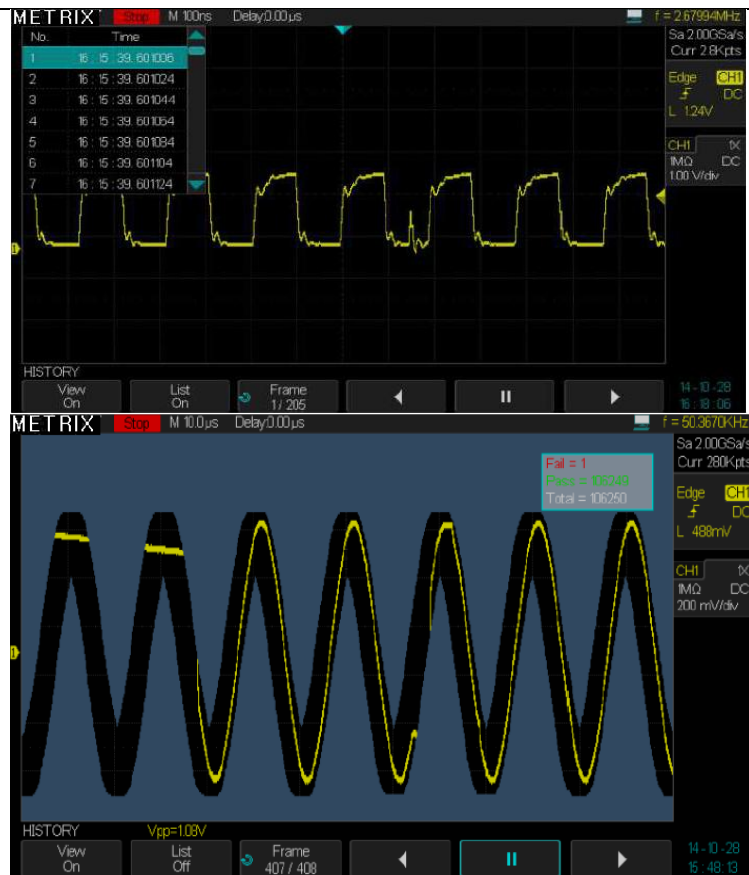 METRIX Stop M 100ns Delay:0.00µs f = 2.67994MHz
Sa 2.00GSa/s
Curr 2.8Kpts
No. Time
1 16 : 15 : 39. 601006
2 16 : 15 : 39. 601024
3 16 : 15 : 39. 601044
4 16 : 15 : 39. 601064
5 16 : 15 : 39. 601084
6 16 : 15 : 39. 601104
7 16 : 15 : 39. 601124
Edge CH1
DC
L 1.24V
CH1 1X
1MΩ DC
1.00 V/div
1
HISTORY
View On
List On
Frame 1 / 205
14-10-28
16 : 18 : 06
METRIX Stop M 10.0µs Delay:0.00µs f = 50.3670KHz
Sa 2.00GSa/s
Curr 280Kpts
Fail = 1
Pass = 106249
Total = 106250
Edge CH1
DC
L 488mV
CH1 1X
1MΩ DC
200 mV/div
1
HISTORY Vpp=1.08V
View On
List Off
Frame 407 / 408
14-10-28
15 : 48 : 13